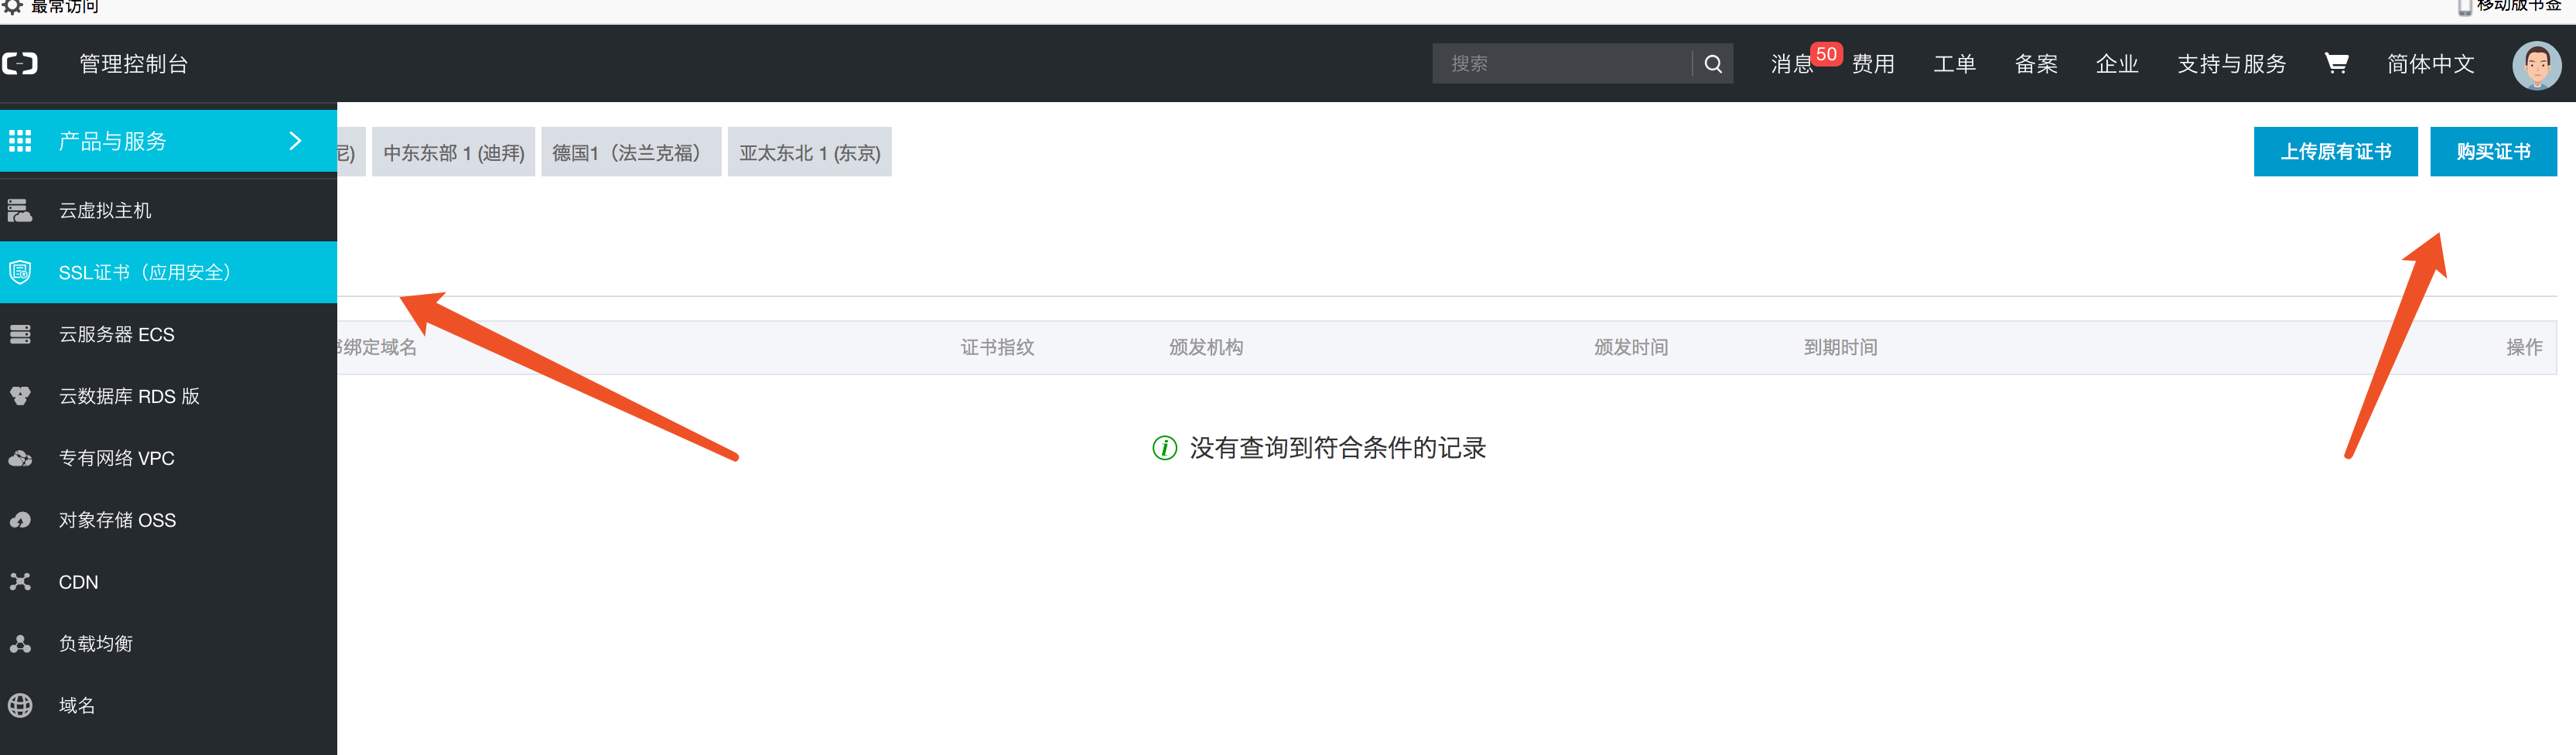 最常访问
移动版书签
管理控制台
搜索
消息 50 费用 工单 备案 企业 支持与服务 简体中文
产品与服务
尼) 中东东部 1 (迪拜) 德国1（法兰克福） 亚太东北 1 (东京)
上传原有证书 购买证书
云虚拟主机
SSL证书（应用安全）
云服务器 ECS
绑定域名 证书指纹 颁发机构 颁发时间 到期时间 操作
云数据库 RDS 版
没有查询到符合条件的记录
专有网络 VPC
对象存储 OSS
CDN
负载均衡
域名